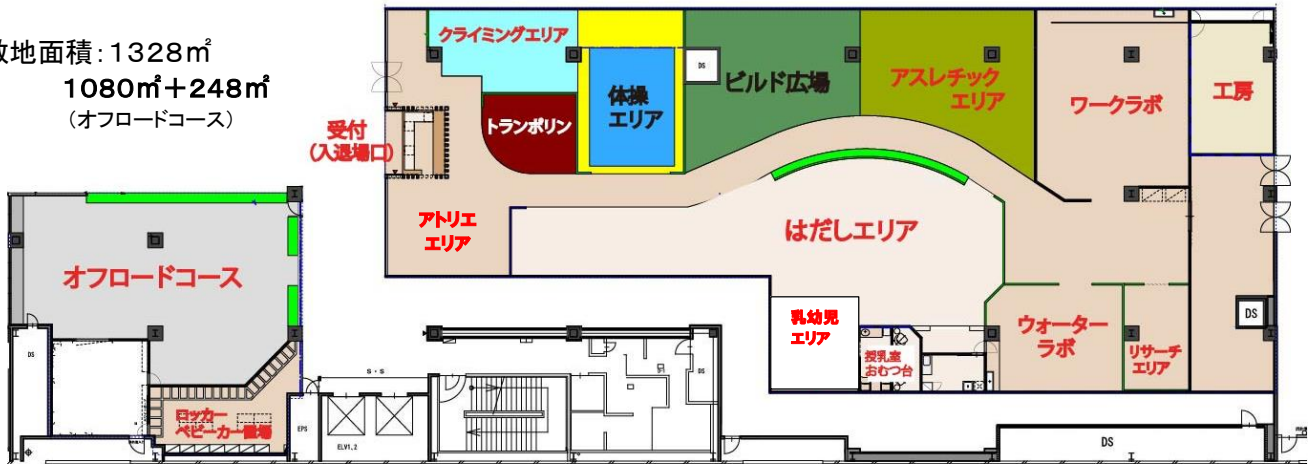 敷地面積：1328㎡
1080㎡＋248㎡
（オフロードコース）
クライミングエリア
トランポリン
体操
エリア
DS
ビルド広場
アスレチック
エリア
ワークラボ
工房
受付
（入退場口）
アトリエ
エリア
はだしエリア
オフロードコース
乳幼児
エリア
授乳室
おむつ台
ウォーター
ラボ
リサーチ
エリア
DS
DS
S・S
DS
ロッカー
ベビーカー置場
EPS
ELV1,2
DS